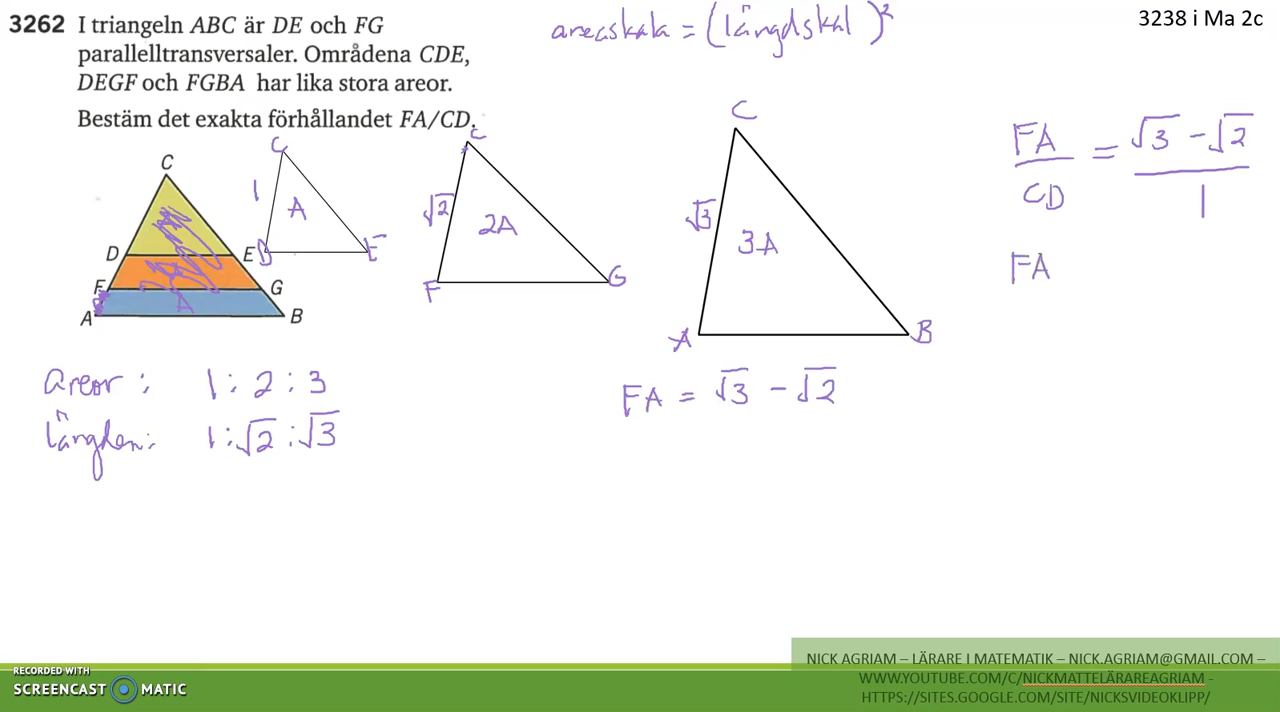 3262 I triangeln ABC är DE och FG
parallelltransversaler. Områdena CDE,
DEGF och FGBA har lika stora areor.
Bestäm det exakta förhållandet FA/CD.
areaskala = (längdskal)²
3238 i Ma 2c
C
D
E
F
G
A
B
A
C
1
A
D
E
C
√2
2A
F
G
C
√3
3A
A
B
FA/CD = (√3 - √2)/1
FA
Areor: 1 : 2 : 3
längden: 1 : √2 : √3
FA = √3 - √2
RECORDED WITH
SCREENCAST MATIC
NICK AGRIAM – LÄRARE I MATEMATIK – NICK.AGRIAM@GMAIL.COM –
WWW.YOUTUBE.COM/C/NICKMATTELÄRAREAGRIAM -
HTTPS://SITES.GOOGLE.COM/SITE/NICKSVIDEOKLIPP/